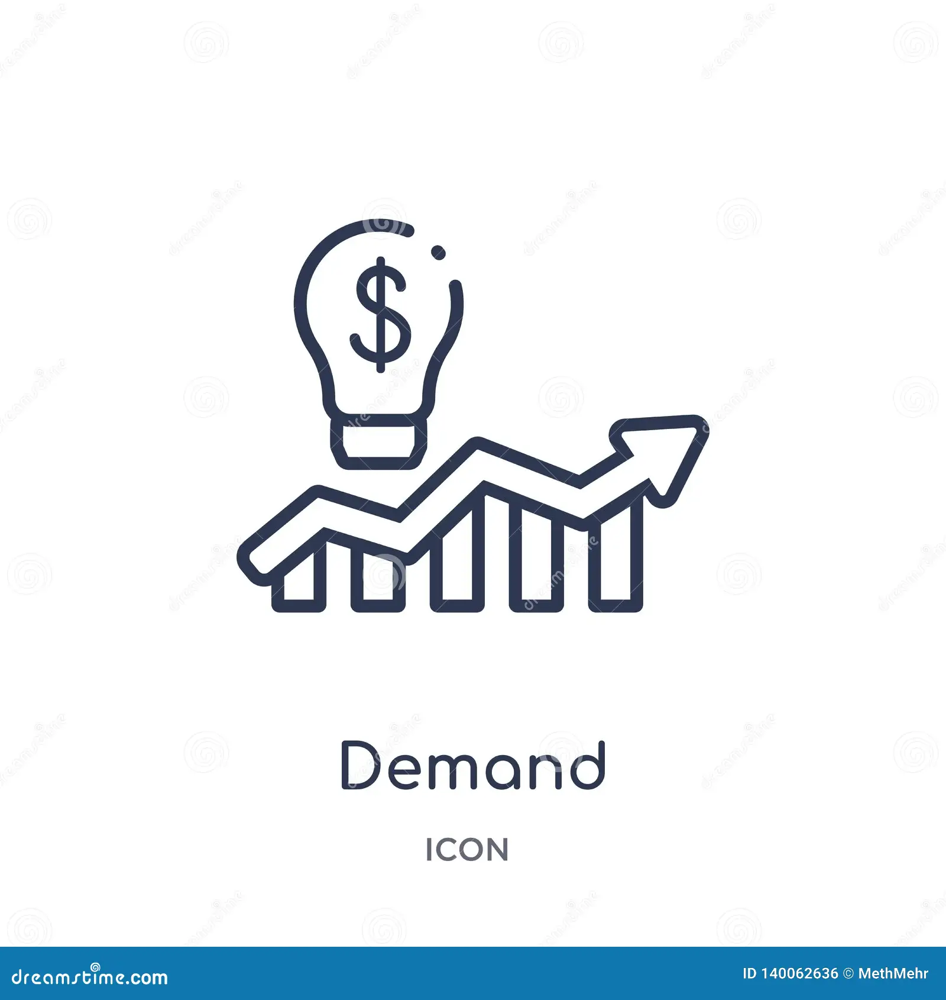 $
Demand
ICON
dreamstime.com
ID 140062636 © MethMehr